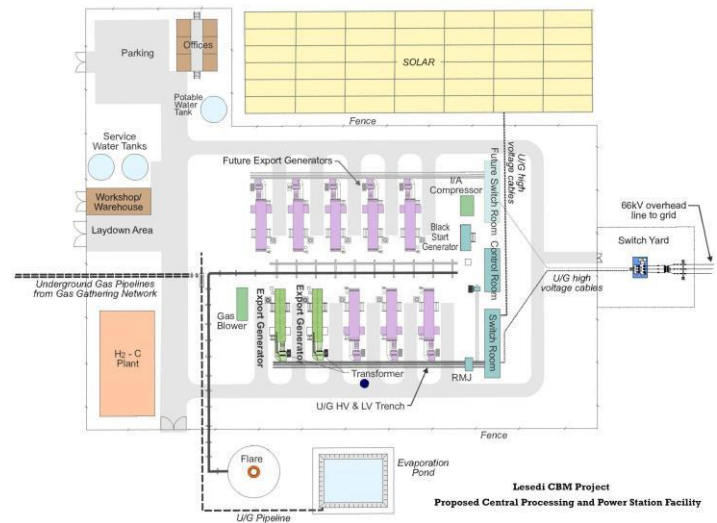 Parking
Offices
SOLAR
Potable
Water
Tank
Fence
Service
Water Tanks
Future Export Generators
I/A
Compressor
U/G high
voltage cables
Future Switch Room
Workshop/
Warehouse
Laydown Area
Black
Start
Generator
Control
Room
66kV overhead
line to grid
Switch Yard
Underground Gas Pipelines
from Gas Gathering Network
U/G high
voltage cables
Gas
Blower
Export Generator
Export Generator
Switch Room
H2 - C
Plant
Transformer
RMJ
U/G HV & LV Trench
Fence
Flare
Evaporation
Pond
U/G Pipeline
Lesedi CBM Project
Proposed Central Processing and Power Station Facility